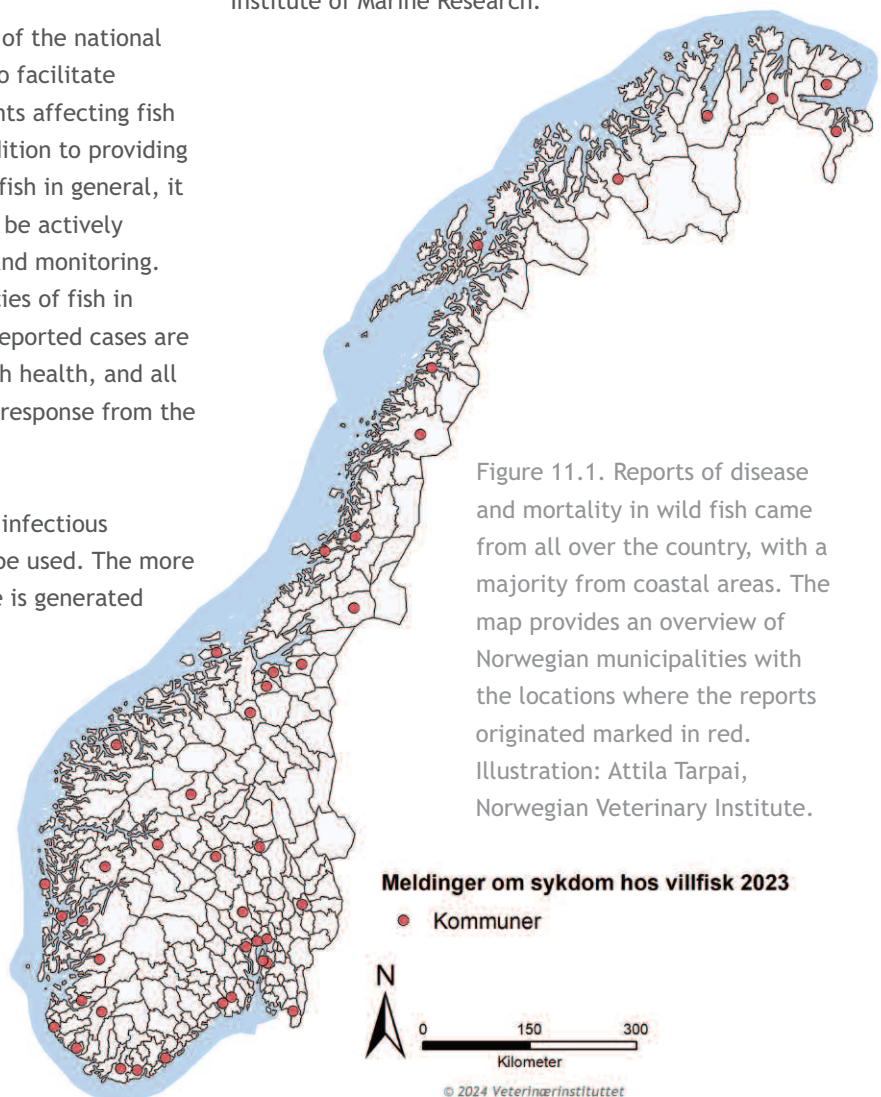 Institute of Marine Research.
of the national
o facilitate
nts affecting fish
dition to providing
fish in general, it
be actively
nd monitoring.
ies of fish in
eported cases are
h health, and all
response from the
infectious
be used. The more
e is generated
Figure 11.1. Reports of disease
and mortality in wild fish came
from all over the country, with a
majority from coastal areas. The
map provides an overview of
Norwegian municipalities with
the locations where the reports
originated marked in red.
Illustration: Attila Tarpai,
Norwegian Veterinary Institute.
Meldinger om sykdom hos villfisk 2023
Kommuner
N
0 150 300
Kilometer
© 2024 Veterinærinstituttet